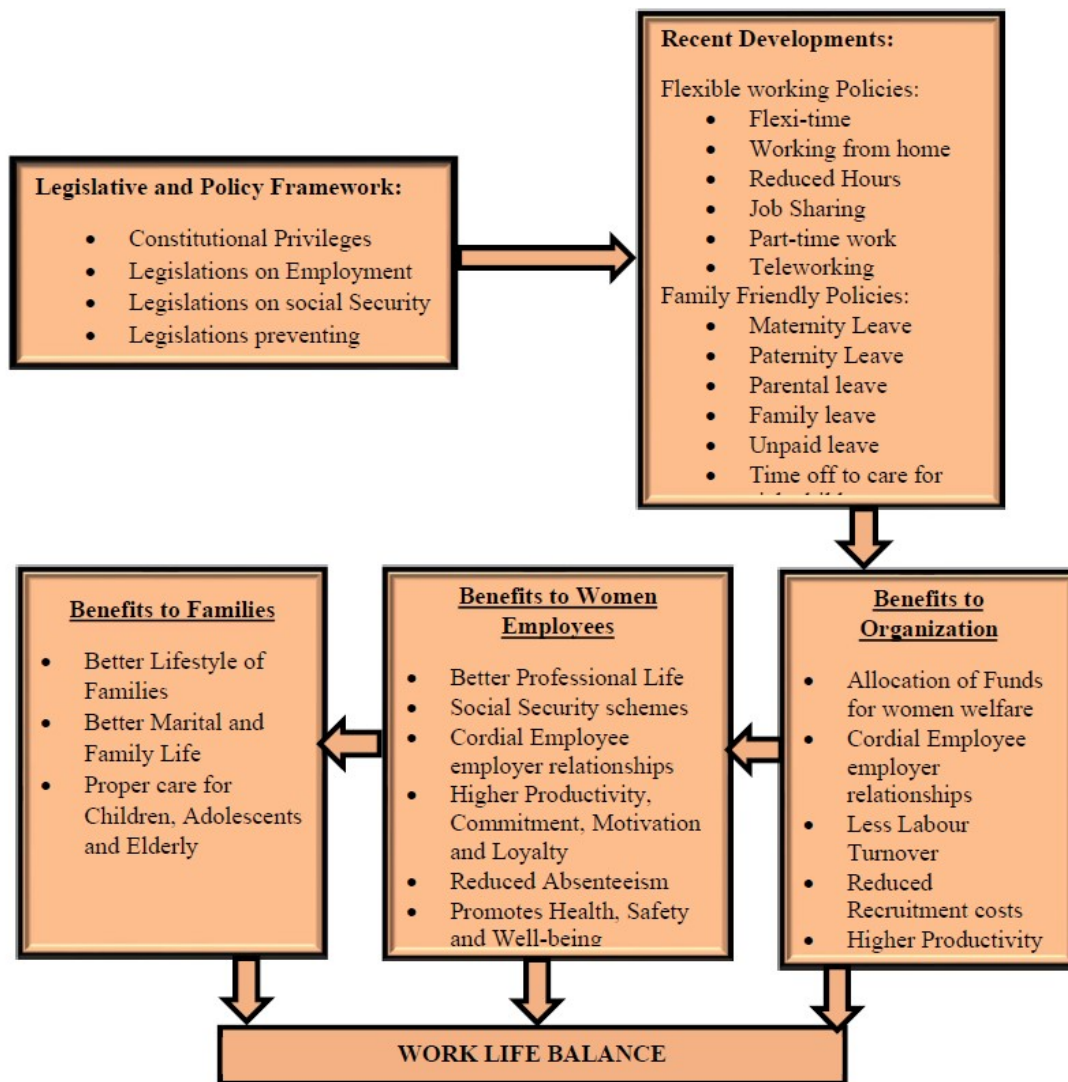 Legislative and Policy Framework:
• Constitutional Privileges
• Legislations on Employment
• Legislations on social Security
• Legislations preventing
Recent Developments:
Flexible working Policies:
• Flexi-time
• Working from home
• Reduced Hours
• Job Sharing
• Part-time work
• Teleworking
Family Friendly Policies:
• Maternity Leave
• Paternity Leave
• Parental leave
• Family leave
• Unpaid leave
• Time off to care for
Benefits to Families
• Better Lifestyle of
Families
• Better Marital and
Family Life
• Proper care for
Children, Adolescents
and Elderly
Benefits to Women
Employees
• Better Professional Life
• Social Security schemes
• Cordial Employee
employer relationships
• Higher Productivity,
Commitment, Motivation
and Loyalty
• Reduced Absenteeism
• Promotes Health, Safety
and Well-being
Benefits to
Organization
• Allocation of Funds
for women welfare
• Cordial Employee
employer
relationships
• Less Labour
Turnover
• Reduced
Recruitment costs
• Higher Productivity
WORK LIFE BALANCE